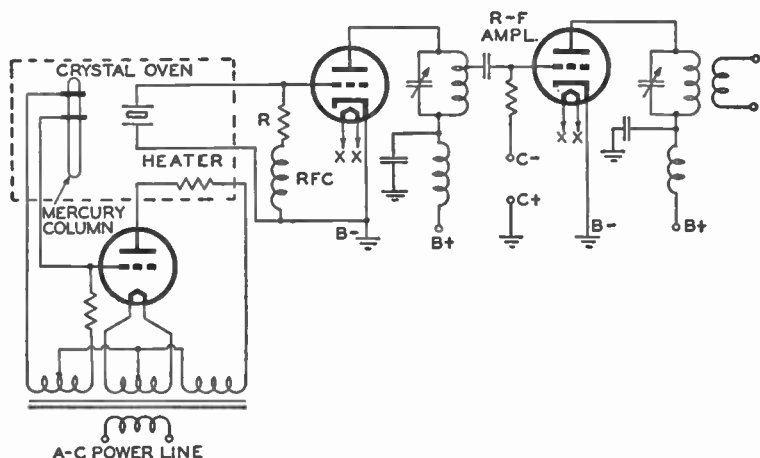 R-F
AMPL.
CRYSTAL OVEN
R
X X
X X
HEATER
RFC
C-
C+
MERCURY
COLUMN
B-
B+
B-
B+
A-C POWER LINE